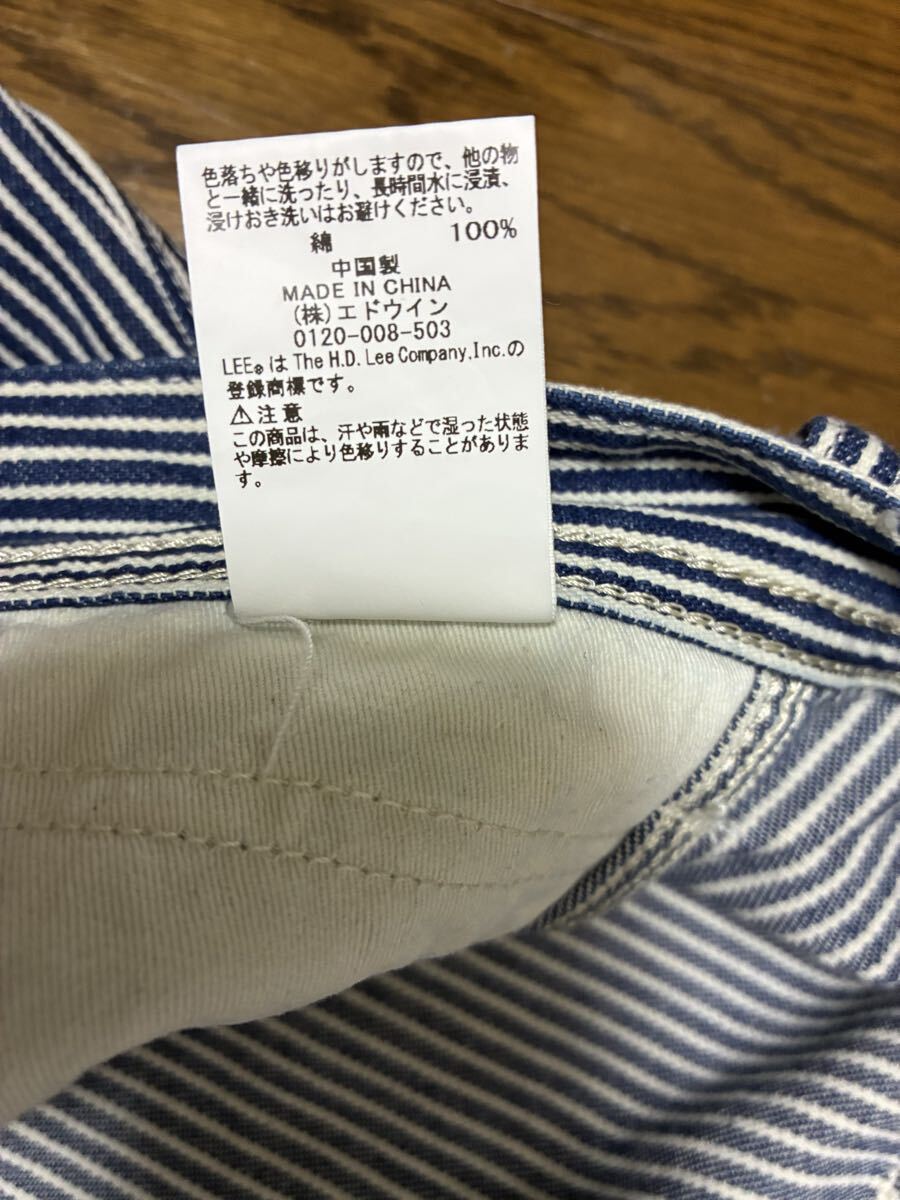 色落ちや色移りがしますので、他の物
と一緒に洗ったり、長時間水に浸漬、
浸けおき洗いはお避けください。
綿 100%
中国製
MADE IN CHINA
(株)エドウイン
0120-008-503
LEE®は The H.D. Lee Company,Inc.の
登録商標です。
⚠注意
この商品は、汗や雨などで湿った状態
や摩擦により色移りすることがありま
す。